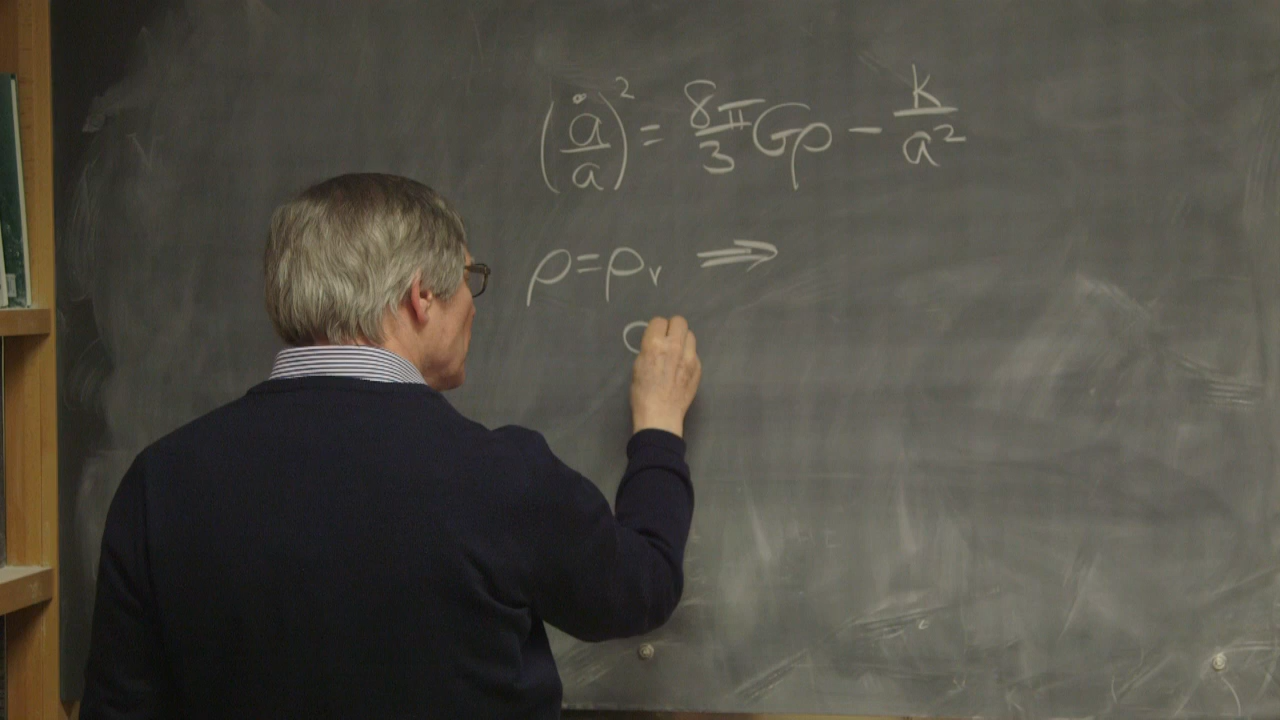 (ȧ/a)² = 8π/3 Gρ − k/a²
ρ = ρᵥ ⇒